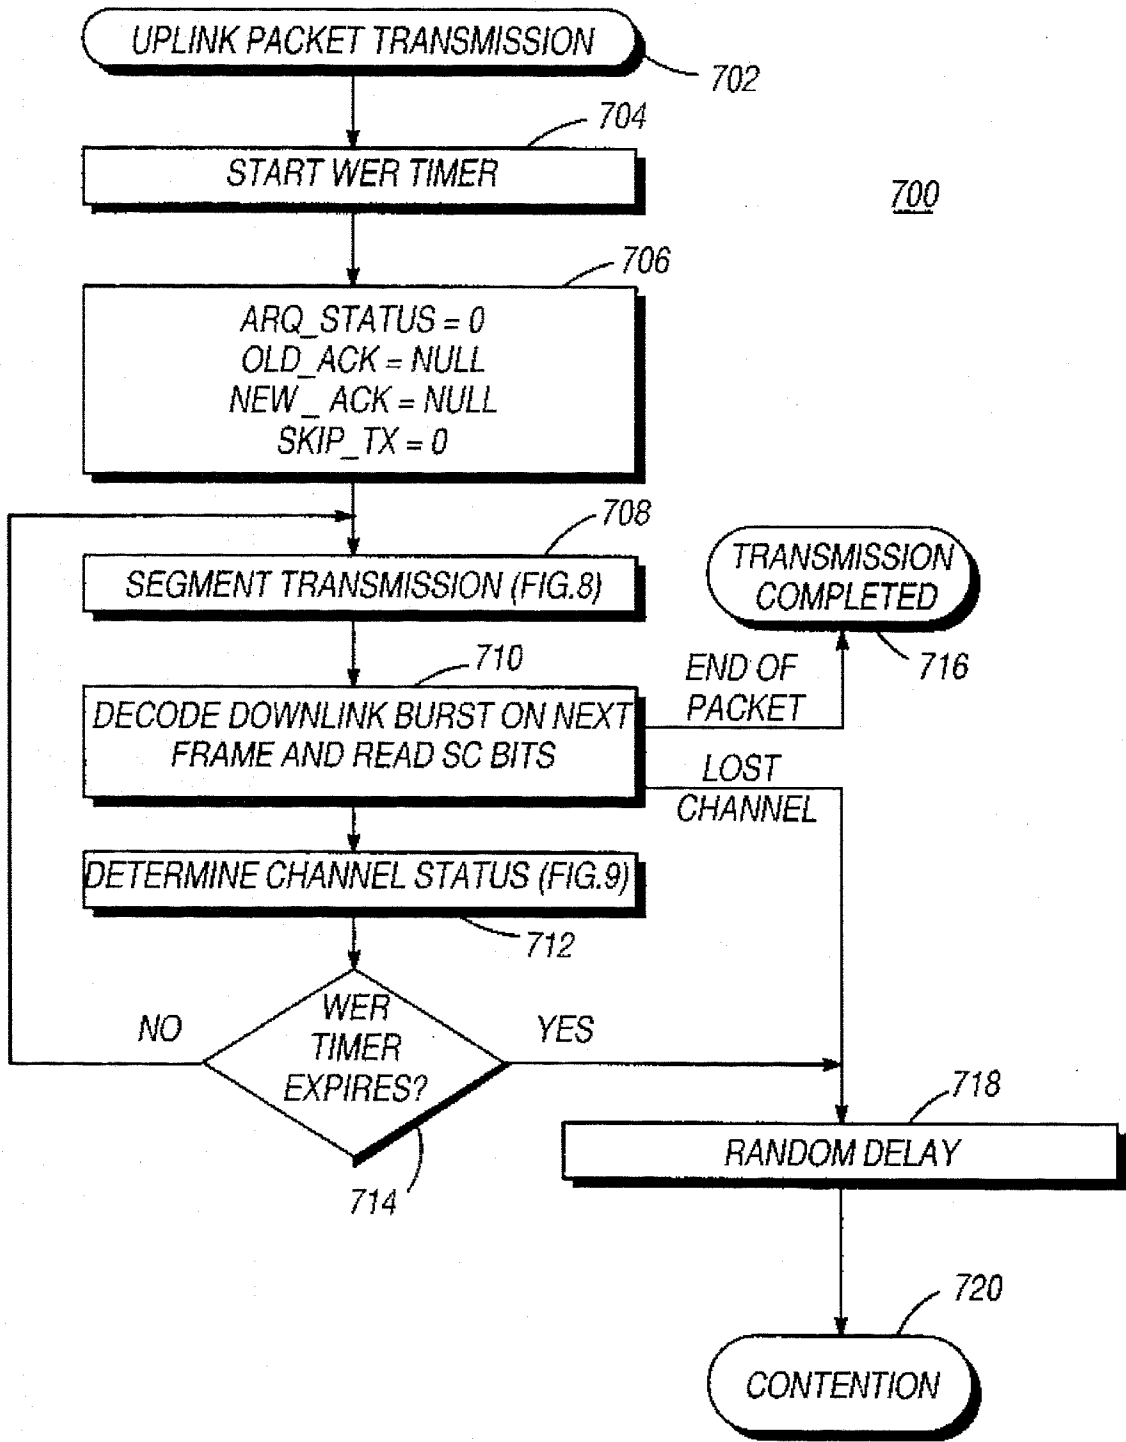 UPLINK PACKET TRANSMISSION
702
704
START WER TIMER
700
706
ARQ_STATUS = 0
OLD_ACK = NULL
NEW_ ACK = NULL
SKIP_TX = 0
708
SEGMENT TRANSMISSION (FIG.8)
TRANSMISSION
COMPLETED
716
710
DECODE DOWNLINK BURST ON NEXT
FRAME AND READ SC BITS
END OF
PACKET
LOST
CHANNEL
DETERMINE CHANNEL STATUS (FIG.9)
712
WER
TIMER
EXPIRES?
NO
YES
714
718
RANDOM DELAY
720
CONTENTION